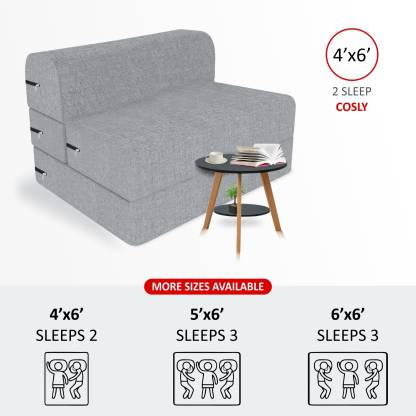 4’x6’
2 SLEEP
COSLY
MORE SIZES AVAILABLE
4’x6’
SLEEPS 2
5’x6’
SLEEPS 3
6’x6’
SLEEPS 3